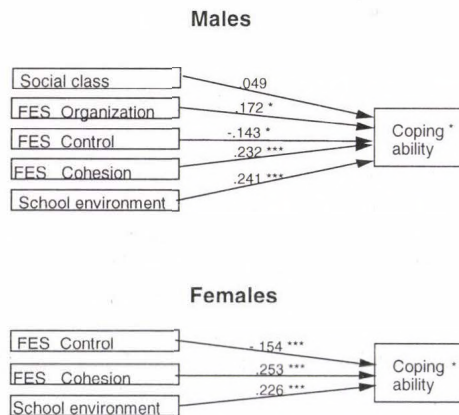 Males
Social class .049
FES Organization .172 *
FES Control -.143 *
FES Cohesion .232 ***
School environment .241 ***
Coping *
ability
Females
FES Control -.154 ***
FES Cohesion .253 ***
School environment .226 ***
Coping *
ability